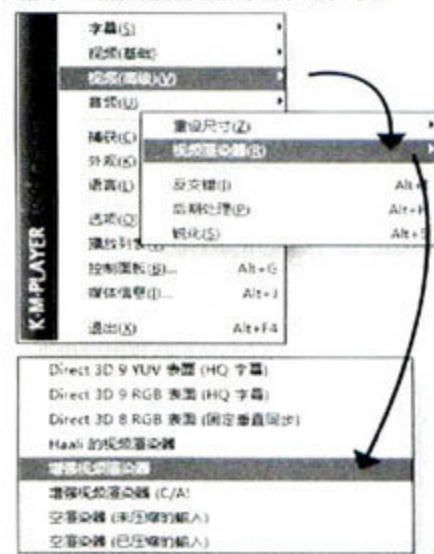 字幕(S)
视频(基础)
视频(高级)(V)
音频(U)
捕获(C)
外观(K)
语言(L)
选项(O)
播放列表(T)
控制面板(B)... Alt+G
媒体信息(I)... Alt+J
退出(X) Alt+F4
K-M-PLAYER
重设尺寸(Z)
视频渲染器(R)
反交错(I) Alt+
后期处理(P) Alt+
锐化(S) Alt+
Direct 3D 9 YUV 表面 (HQ 字幕)
Direct 3D 9 RGB 表面 (HQ 字幕)
Direct 3D 8 RGB 表面 (固定垂直同步)
Haali 的视频渲染器
增强视频渲染器
增强视频渲染器 (C/A)
空渲染器 (未压缩的输入)
空渲染器 (已压缩的输入)